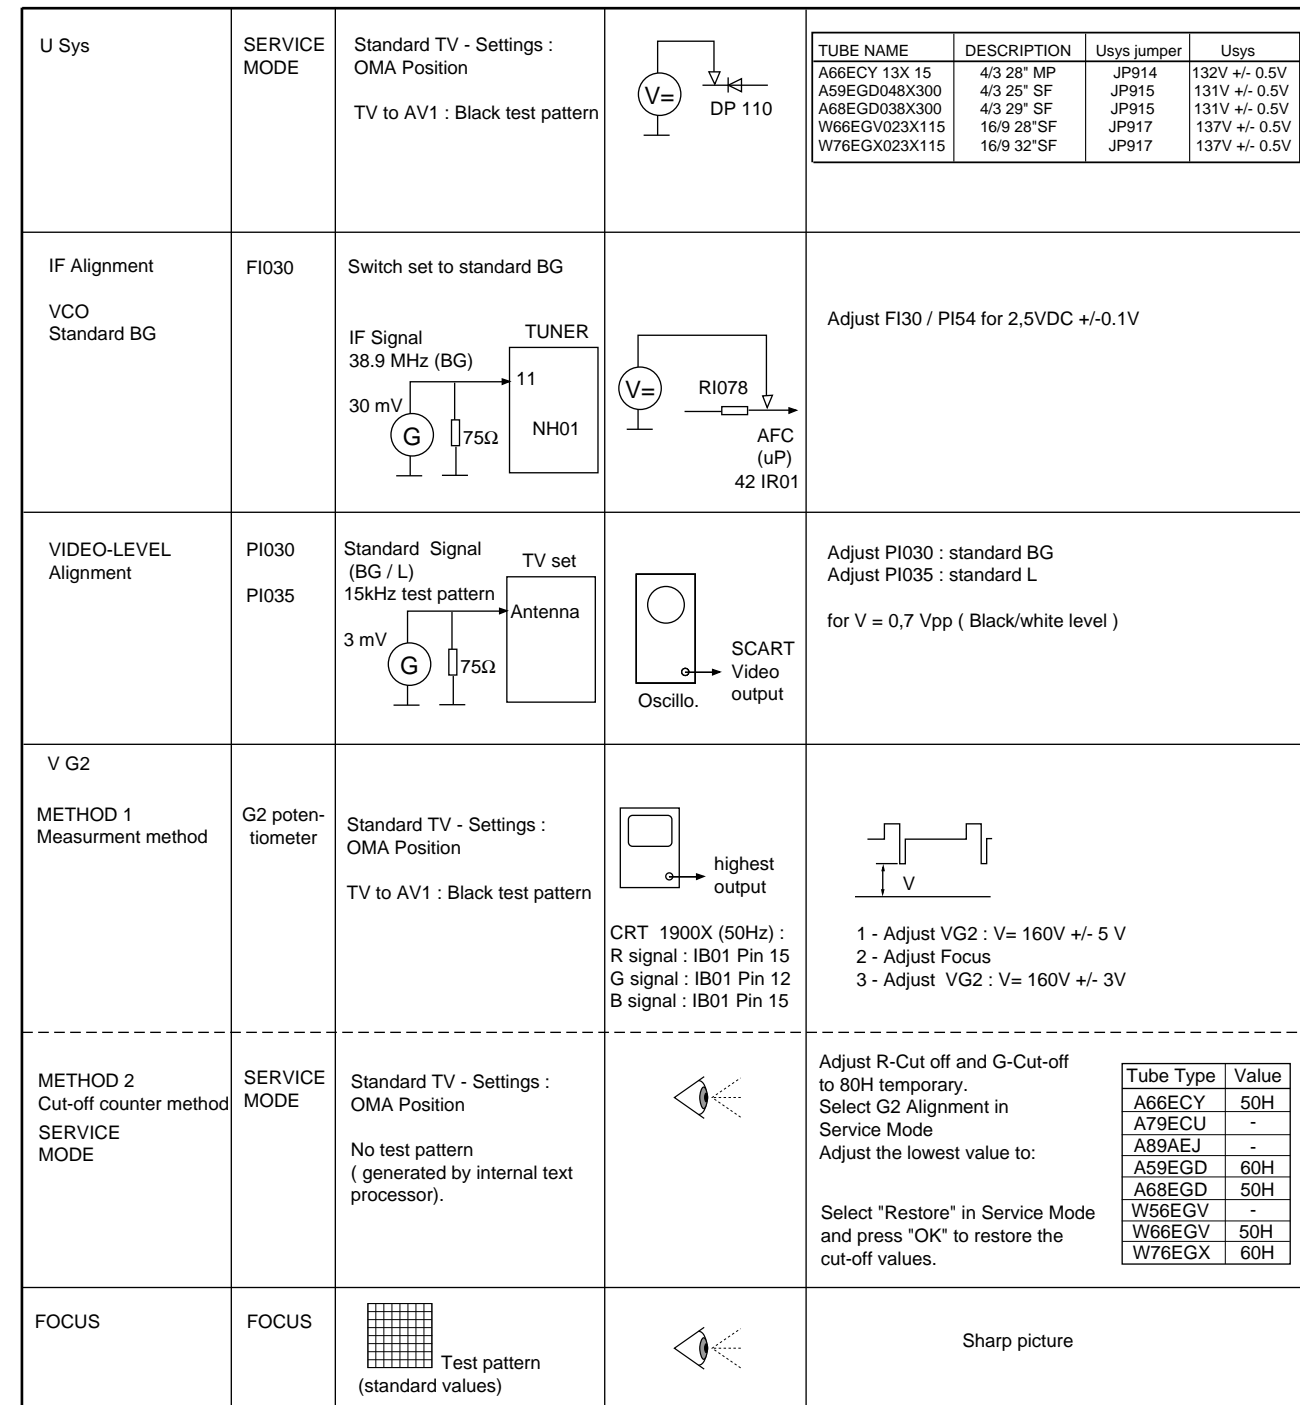 U Sys
SERVICE
MODE
Standard TV - Settings :
OMA Position
TV to AV1 : Black test pattern
V=
DP 110
TUBE NAME DESCRIPTION Usys jumper Usys
A66ECY 13X 15 4/3 28" MP JP914 132V +/- 0.5V
A59EGD048X300 4/3 25" SF JP915 131V +/- 0.5V
A68EGD038X300 4/3 29" SF JP915 131V +/- 0.5V
W66EGV023X115 16/9 28"SF JP917 137V +/- 0.5V
W76EGX023X115 16/9 32"SF JP917 137V +/- 0.5V
IF Alignment
VCO
Standard BG
FI030
Switch set to standard BG
IF Signal
38.9 MHz (BG)
TUNER
11
30 mV
G
75Ω
NH01
V=
RI078
AFC
(uP)
42 IR01
Adjust FI30 / PI54 for 2,5VDC +/-0.1V
VIDEO-LEVEL
Alignment
PI030
PI035
Standard Signal
(BG / L)
15kHz test pattern
TV set
Antenna
3 mV
G
75Ω
Oscillo.
SCART
Video
output
Adjust PI030 : standard BG
Adjust PI035 : standard L
for V = 0,7 Vpp ( Black/white level )
V G2
METHOD 1
Measurment method
G2 poten-
tiometer
Standard TV - Settings :
OMA Position
TV to AV1 : Black test pattern
highest
output
CRT 1900X (50Hz) :
R signal : IB01 Pin 15
G signal : IB01 Pin 12
B signal : IB01 Pin 15
V
1 - Adjust VG2 : V= 160V +/- 5 V
2 - Adjust Focus
3 - Adjust VG2 : V= 160V +/- 3V
METHOD 2
Cut-off counter method
SERVICE
MODE
SERVICE
MODE
Standard TV - Settings :
OMA Position
No test pattern
( generated by internal text
processor).
Adjust R-Cut off and G-Cut-off
to 80H temporary.
Select G2 Alignment in
Service Mode
Adjust the lowest value to:
Select "Restore" in Service Mode
and press "OK" to restore the
cut-off values.
Tube Type Value
A66ECY 50H
A79ECU -
A89AEJ -
A59EGD 60H
A68EGD 50H
W56EGV -
W66EGV 50H
W76EGX 60H
FOCUS
FOCUS
Test pattern
(standard values)
Sharp picture